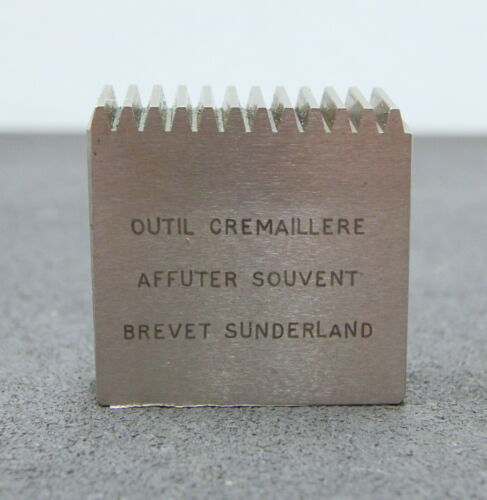 OUTIL CREMAILLERE
AFFUTER SOUVENT
BREVET SUNDERLAND